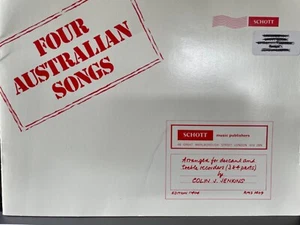 FOUR
AUSTRALIAN
SONGS
SCHOTT
SCHOTT
music publishers
Arranged for descant and
treble recorders (2 & 4 parts)
by
COLIN J. JENKINS